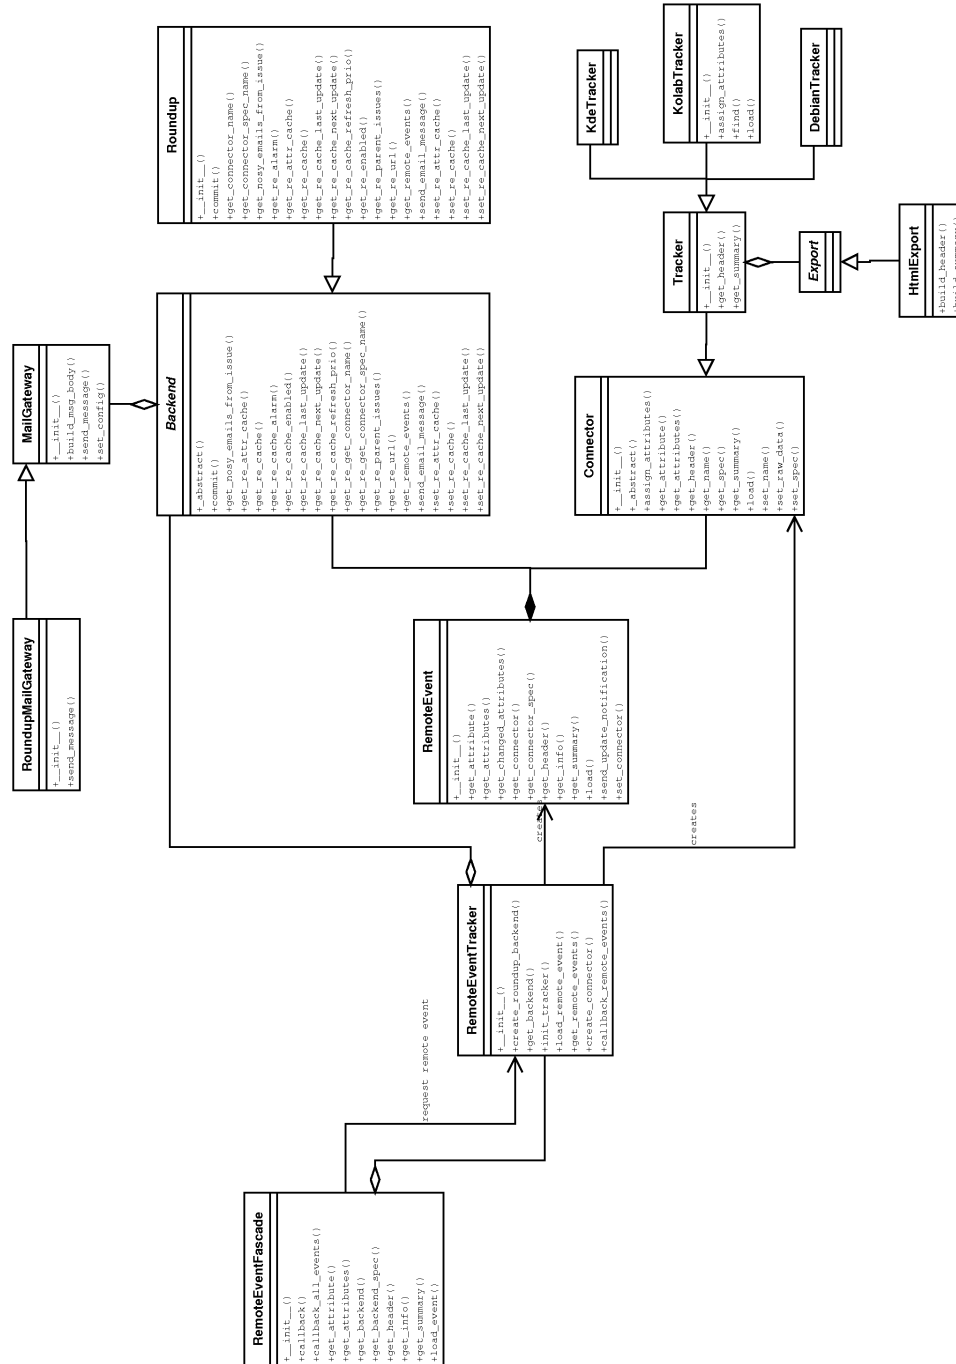 Roundup
+__init__()
+commit()
+get_connector_name()
+get_connector_spec_name()
+get_nosy_emails_from_issue()
+get_re_alarm()
+get_re_attr_cache()
+get_re_cache()
+get_re_cache_last_update()
+get_re_cache_next_update()
+get_re_cache_refresh_prio()
+get_re_enabled()
+get_re_parent_issues()
+get_re_url()
+get_remote_events()
+send_email_message()
+set_re_attr_cache()
+set_re_cache()
+set_re_cache_last_update()
+set_re_cache_next_update()
KdeTracker
KolabTracker
+__init__()
+assign_attributes()
+find()
+load()
DebianTracker
MailGateway
+__init__()
+build_msg_body()
+send_message()
+set_config()
Backend
+_abstract()
+commit()
+get_nosy_emails_from_issue()
+get_re_attr_cache()
+get_re_cache()
+get_re_cache_alarm()
+get_re_cache_enabled()
+get_re_cache_last_update()
+get_re_cache_next_update()
+get_re_cache_refresh_prio()
+get_re_get_connector_name()
+get_re_get_connector_spec_name()
+get_re_parent_issues()
+get_re_url()
+get_remote_events()
+send_email_message()
+set_re_attr_cache()
+set_re_cache()
+set_re_cache_last_update()
+set_re_cache_next_update()
Tracker
+__init__()
+get_header()
+get_summary()
Export
HtmlExport
+build_header()
Connector
+__init__()
+_abstract()
+assign_attributes()
+get_attribute()
+get_attributes()
+get_header()
+get_name()
+get_spec()
+get_summary()
+load()
+set_name()
+set_raw_data()
+set_spec()
RoundupMailGateway
+__init__()
+send_message()
RemoteEvent
+__init__()
+get_attribute()
+get_attributes()
+get_changed_attributes()
+get_connector()
+get_connector_spec()
+get_header()
+get_info()
+get_summary()
+load()
+send_update_notification()
+set_connector()
creates
creates
RemoteEventTracker
+__init__()
+create_roundup_backend()
+get_backend()
+init_tracker()
+load_remote_event()
+get_remote_events()
+create_connector()
+callback_remote_events()
request remote event
RemoteEventFascade
+__init__()
+callback()
+callback_all_events()
+get_attribute()
+get_attributes()
+get_backend()
+get_backend_spec()
+get_header()
+get_info()
+get_summary()
+load_event()